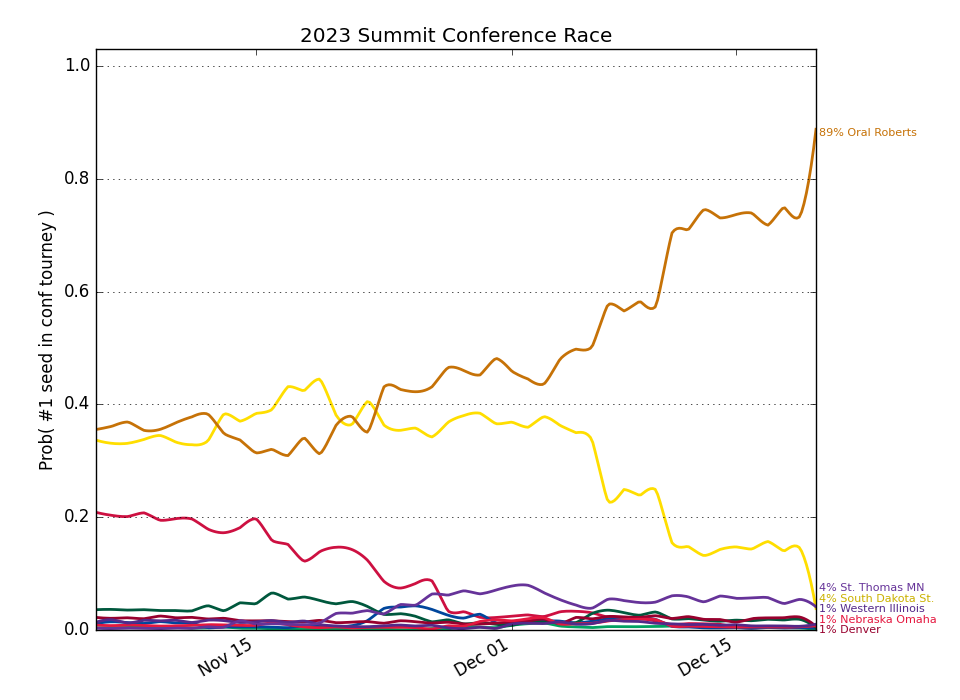 2023 Summit Conference Race
Prob( #1 seed in conf tourney )
1.0
0.8
0.6
0.4
0.2
0.0
Nov 15
Dec 01
Dec 15
89% Oral Roberts
4% St. Thomas MN
4% South Dakota St.
1% Western Illinois
1% Nebraska Omaha
1% Denver